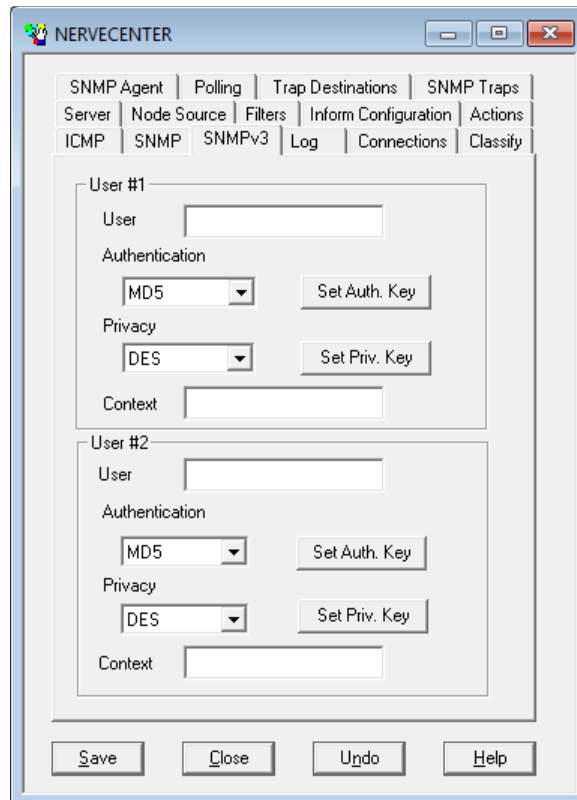 NERVECENTER
SNMP Agent Polling Trap Destinations SNMP Traps
Server Node Source Filters Inform Configuration Actions
ICMP SNMP SNMPv3 Log Connections Classify
User #1
User
Authentication
MD5 Set Auth. Key
Privacy
DES Set Priv. Key
Context
User #2
User
Authentication
MD5 Set Auth. Key
Privacy
DES Set Priv. Key
Context
Save Close Undo Help